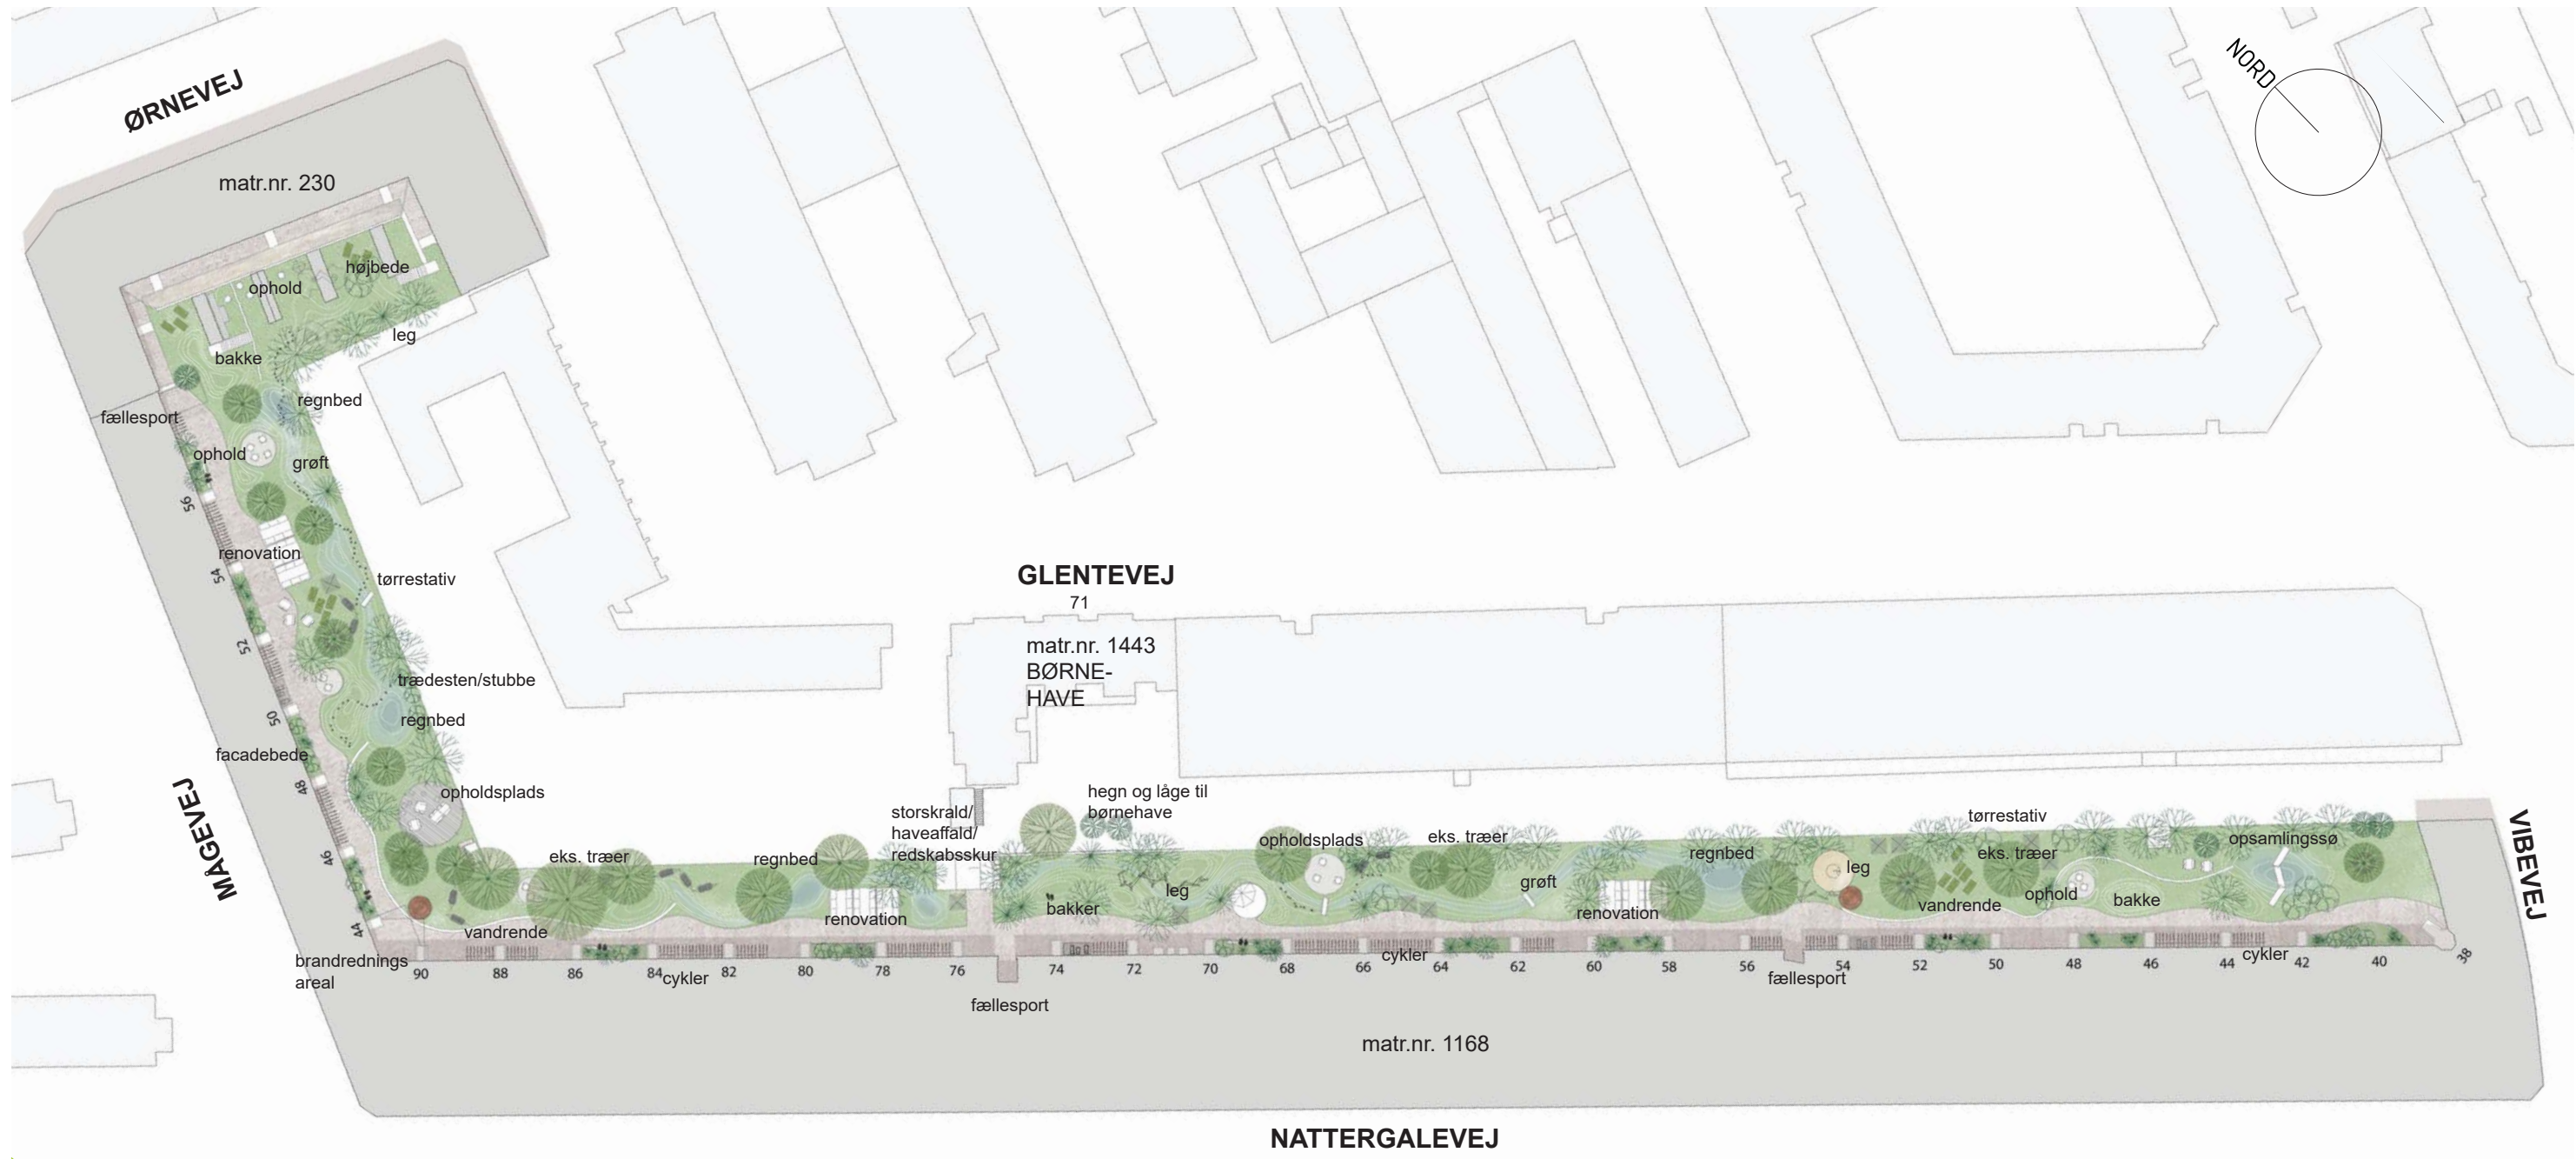 NORD
ØRNEVEJ
matr.nr. 230
højbede
ophold
leg
bakke
regnbed
fællesport
ophold
grøft
56
renovation
54
tørrestativ
52
trædesten/stubbe
50
regnbed
facadebede
48
opholdsplads
MÅGEVEJ
46
44
brandrednings
areal
GLENTEVEJ
71
matr.nr. 1443
BØRNE-
HAVE
hegn og låge til
børnehave
storskrald/
haveaffald/
redskabsskur
eks. træer
regnbed
vandrende
renovation
bakker
leg
opholdsplads
eks. træer
grøft
renovation
regnbed
leg
tørrestativ
eks. træer
vandrende
ophold
bakke
opsamlingssø
VIBEVEJ
cykler
cykler
cykler
90 88 86 84 82 80 78 76 74 72 70 68 66 64 62 60 58 56 54 52 50 48 46 44 42 40 38
fællesport
fællesport
matr.nr. 1168
NATTERGALEVEJ